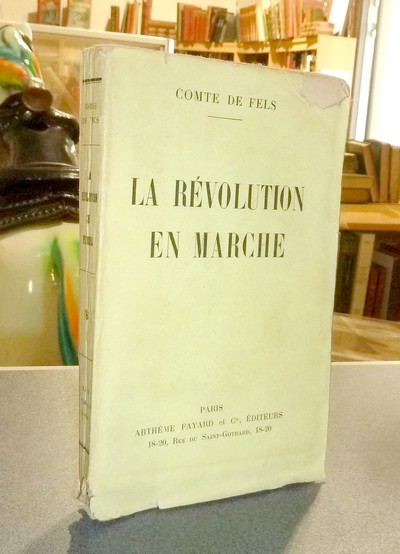 COMTE DE FELS
LA RÉVOLUTION
EN MARCHE
PARIS
ARTHÈME FAYARD et Cie, ÉDITEURS
18-20, RUE DU SAINT-GOTHARD, 18-20